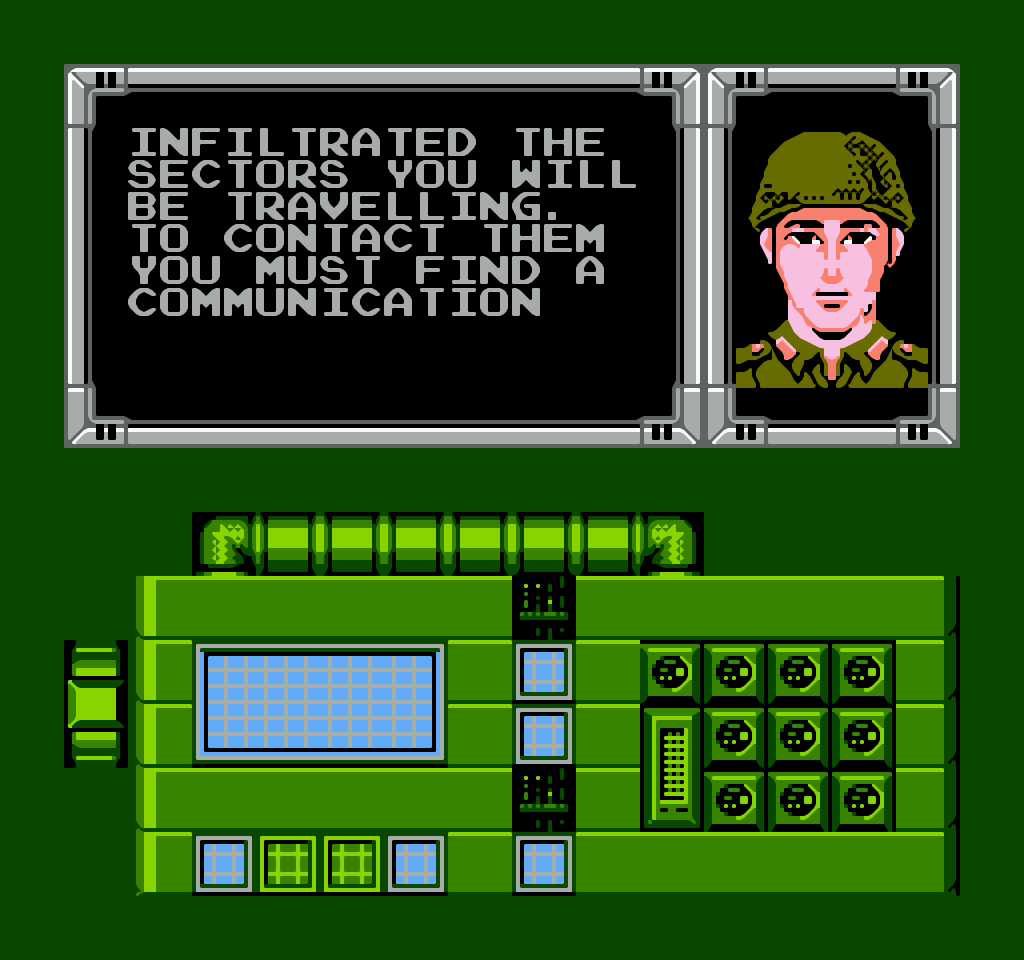 INFILTRATED THE
SECTORS YOU WILL
BE TRAVELLING.
TO CONTACT THEM
YOU MUST FIND A
COMMUNICATION